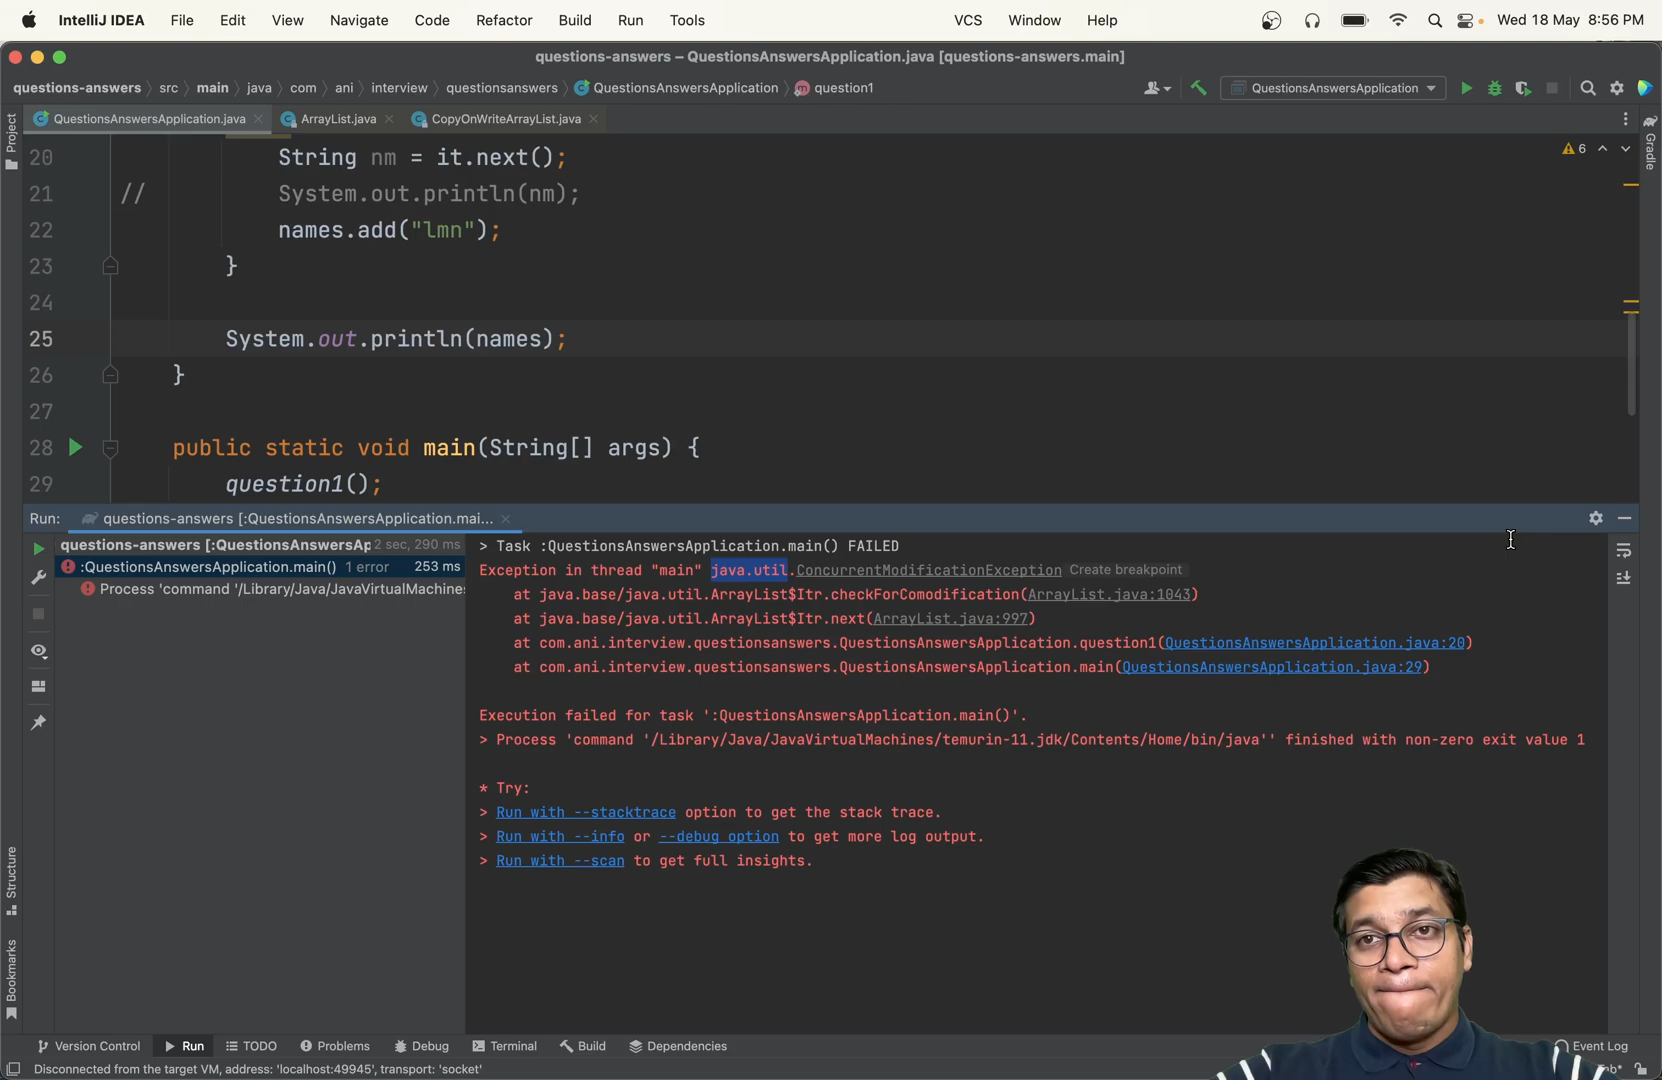 IntelliJ IDEA File Edit View Navigate Code Refactor Build Run Tools VCS Window Help Wed 18 May 8:56 PM
questions-answers – QuestionsAnswersApplication.java [questions-answers.main]
questions-answers src main java com ani interview questionsanswers QuestionsAnswersApplication question1 QuestionsAnswersApplication
QuestionsAnswersApplication.java ArrayList.java CopyOnWriteArrayList.java
Project
Gradle
6
20 String nm = it.next();
21 // System.out.println(nm);
22 names.add("lmn");
23 }
24
25 System.out.println(names);
26 }
27
28 public static void main(String[] args) {
29 question1();
Run: questions-answers [:QuestionsAnswersApplication.mai...
questions-answers [:QuestionsAnswersAp 2 sec, 290 ms
:QuestionsAnswersApplication.main() 1 error 253 ms
Process 'command '/Library/Java/JavaVirtualMachine
> Task :QuestionsAnswersApplication.main() FAILED
Exception in thread "main" java.util.ConcurrentModificationException Create breakpoint
at java.base/java.util.ArrayList$Itr.checkForComodification(ArrayList.java:1043)
at java.base/java.util.ArrayList$Itr.next(ArrayList.java:997)
at com.ani.interview.questionsanswers.QuestionsAnswersApplication.question1(QuestionsAnswersApplication.java:20)
at com.ani.interview.questionsanswers.QuestionsAnswersApplication.main(QuestionsAnswersApplication.java:29)
Execution failed for task ':QuestionsAnswersApplication.main()'.
> Process 'command '/Library/Java/JavaVirtualMachines/temurin-11.jdk/Contents/Home/bin/java'' finished with non-zero exit value 1
* Try:
> Run with --stacktrace option to get the stack trace.
> Run with --info or --debug option to get more log output.
> Run with --scan to get full insights.
Structure
Bookmarks
Version Control Run TODO Problems Debug Terminal Build Dependencies Event Log
Disconnected from the target VM, address: 'localhost:49945', transport: 'socket'